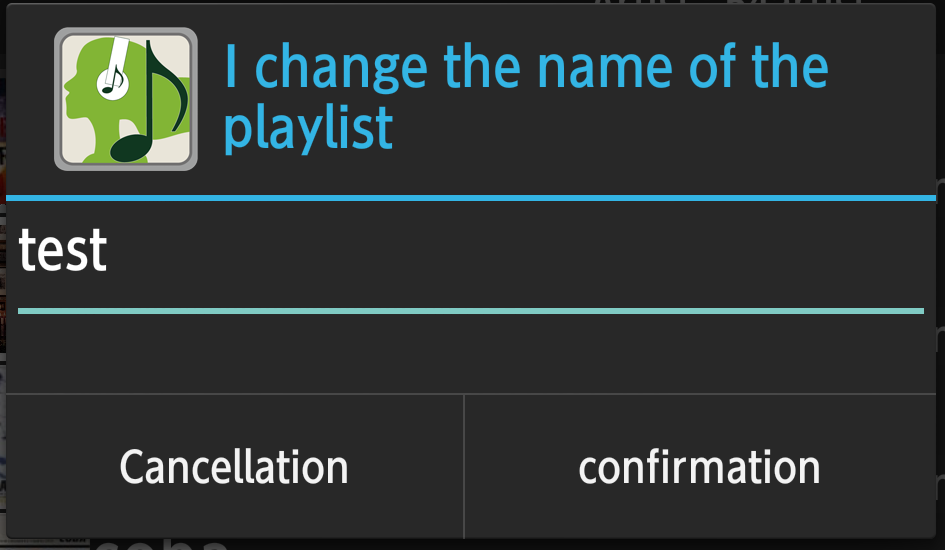 I change the name of the
playlist
test
Cancellation
confirmation